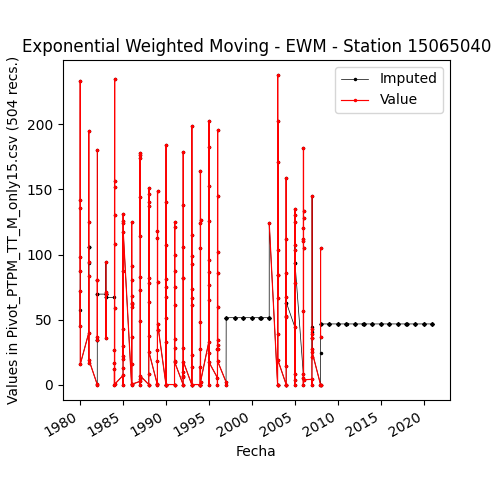 Exponential Weighted Moving - EWM - Station 15065040
Values in Pivot_PTPM_TT_M_only15.csv (504 recs.)
Imputed
Value
200
150
100
50
0
1980
1985
1990
1995
2000
2005
2010
2015
2020
Fecha